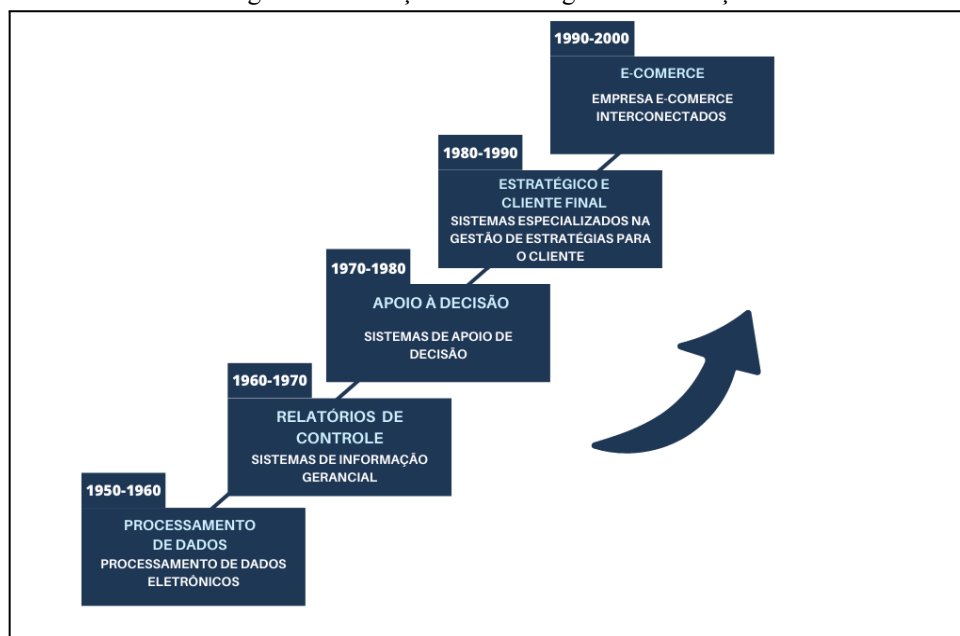 1990-2000
E-COMERCE
EMPRESA E-COMERCE
INTERCONECTADOS
1980-1990
ESTRATÉGICO E
CLIENTE FINAL
SISTEMAS ESPECIALIZADOS NA
GESTÃO DE ESTRATÉGIAS PARA
O CLIENTE
1970-1980
APOIO À DECISÃO
SISTEMAS DE APOIO DE
DECISÃO
1960-1970
RELATÓRIOS DE
CONTROLE
SISTEMAS DE INFORMAÇÃO
GERANCIAL
1950-1960
PROCESSAMENTO
DE DADOS
PROCESSAMENTO DE DADOS
ELETRÔNICOS